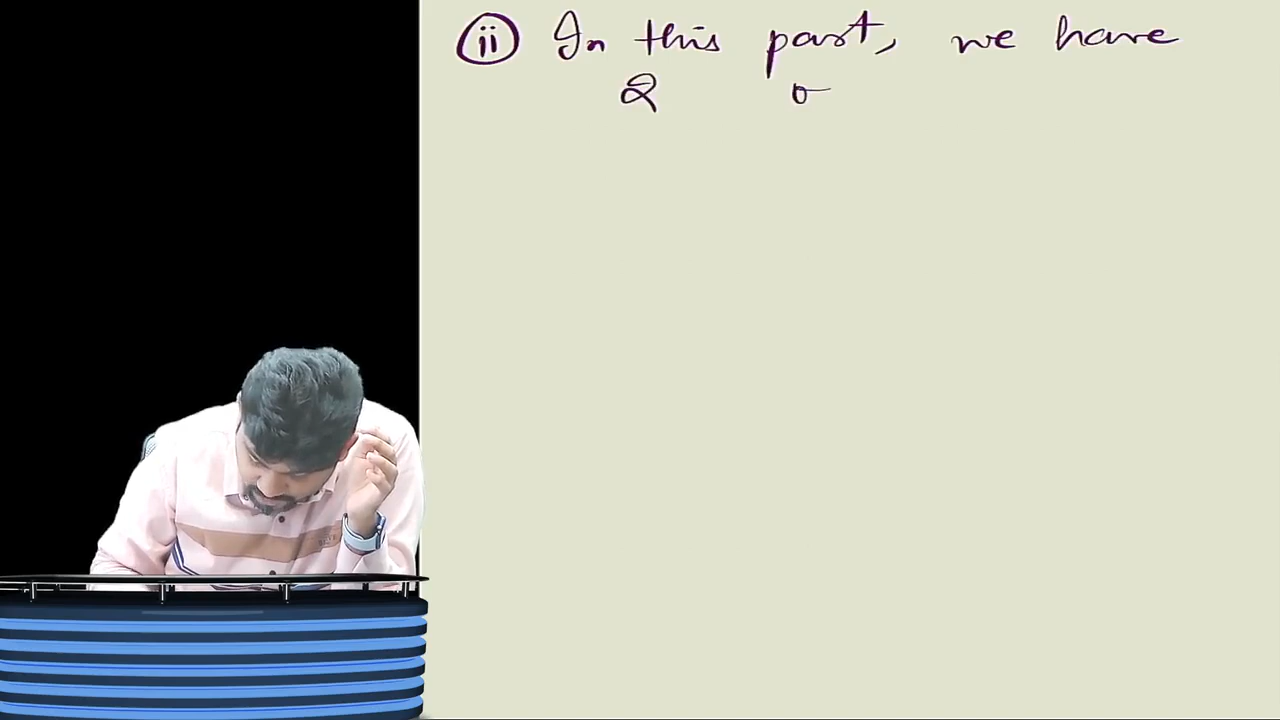 (ii) In this part, we have
2 σ